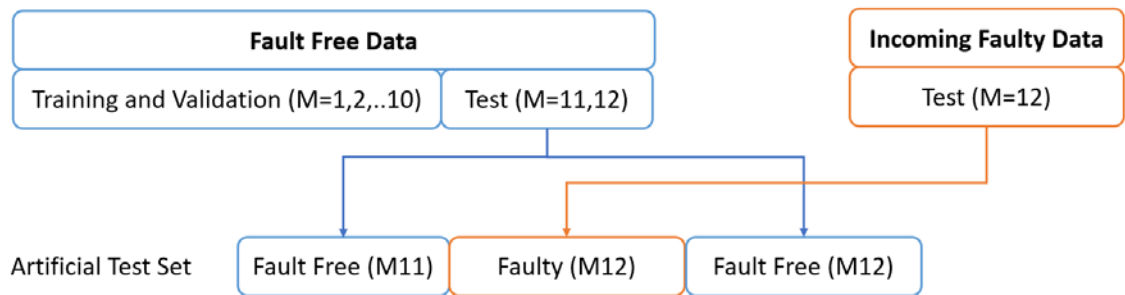 Fault Free Data
Incoming Faulty Data
Training and Validation (M=1,2,..10)
Test (M=11,12)
Test (M=12)
Artificial Test Set
Fault Free (M11)
Faulty (M12)
Fault Free (M12)